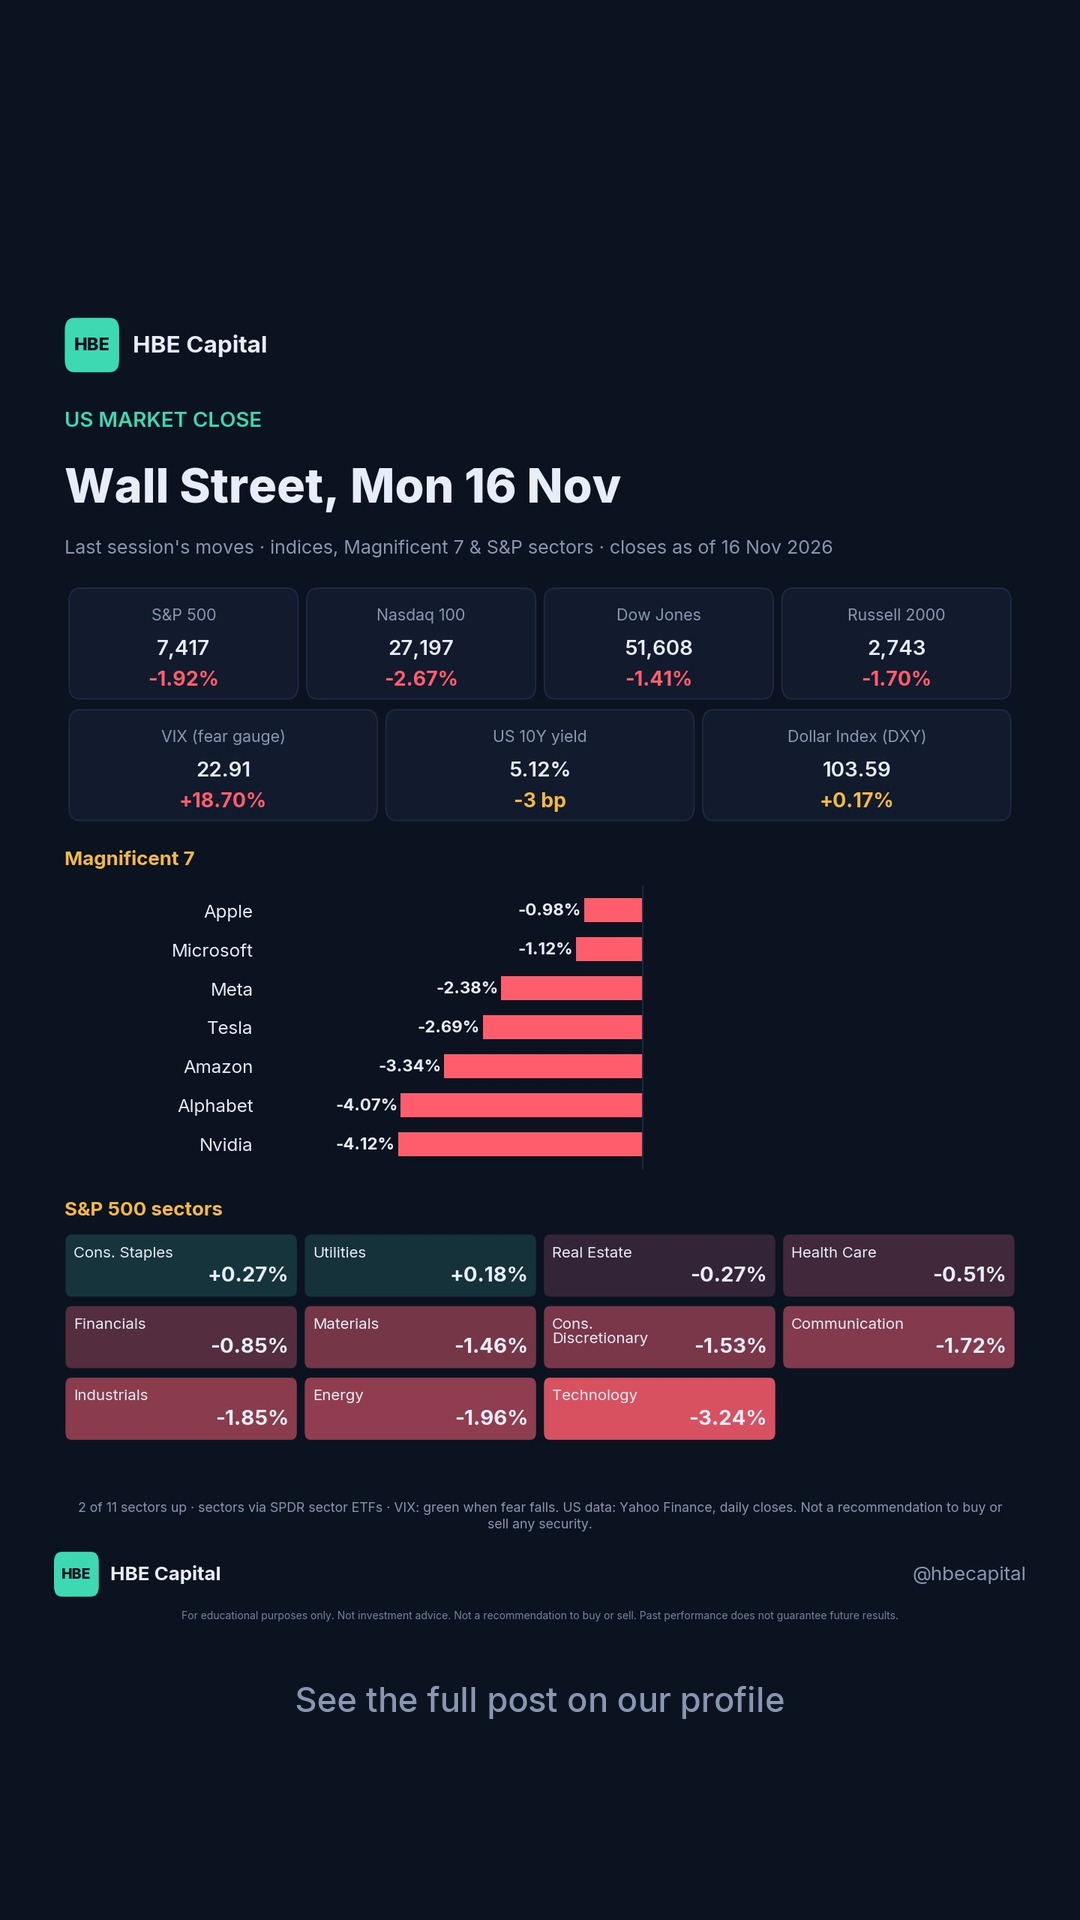 HBE HBE Capital
US MARKET CLOSE
Wall Street, Mon 16 Nov
Last session's moves · indices, Magnificent 7 & S&P sectors · closes as of 16 Nov 2026
S&P 500 Nasdaq 100 Dow Jones Russell 2000
7,417 27,197 51,608 2,743
-1.92% -2.67% -1.41% -1.70%
VIX (fear gauge) US 10Y yield Dollar Index (DXY)
22.91 5.12% 103.59
+18.70% -3 bp +0.17%
Magnificent 7
Apple -0.98%
Microsoft -1.12%
Meta -2.38%
Tesla -2.69%
Amazon -3.34%
Alphabet -4.07%
Nvidia -4.12%
S&P 500 sectors
Cons. Staples Utilities Real Estate Health Care
+0.27% +0.18% -0.27% -0.51%
Financials Materials Cons. Communication
Discretionary
-0.85% -1.46% -1.53% -1.72%
Industrials Energy Technology
-1.85% -1.96% -3.24%
2 of 11 sectors up · sectors via SPDR sector ETFs · VIX: green when fear falls. US data: Yahoo Finance, daily closes. Not a recommendation to buy or
sell any security.
HBE HBE Capital @hbecapital
For educational purposes only. Not investment advice. Not a recommendation to buy or sell. Past performance does not guarantee future results.
See the full post on our profile